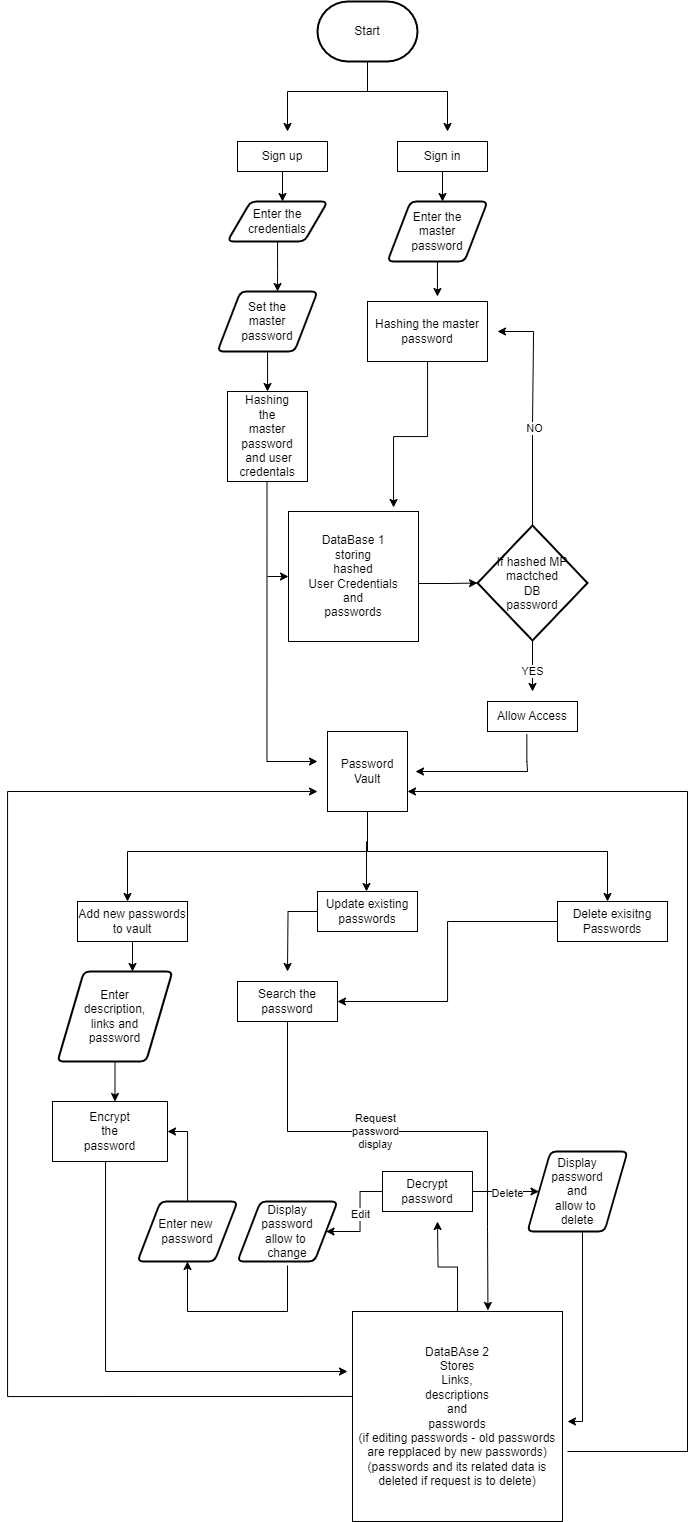 Start
Sign up
Sign in
Enter the
credentials
Enter the
master
password
Set the
master
password
Hashing the master
password
Hashing
the
master
password
and user
credentals
NO
DataBase 1
storing
hashed
User Credentials
and
passwords
If hashed MP
mactched
DB
password
YES
Allow Access
Password
Vault
Add new passwords
to vault
Update existing
passwords
Delete exisitng
Passwords
Enter
description,
links and
password
Search the
password
Encrypt
the
password
Request
password
display
Decrypt
password
Delete
Display
password
and
allow to
delete
Edit
Enter new
password
Display
password
allow to
change
DataBAse 2
Stores
Links,
descriptions
and
passwords
(if editing passwords - old passwords
are repplaced by new passwords)
(passwords and its related data is
deleted if request is to delete)